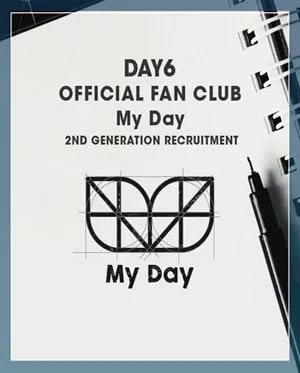 DAY6
OFFICIAL FAN CLUB
My Day
2ND GENERATION RECRUITMENT
My Day